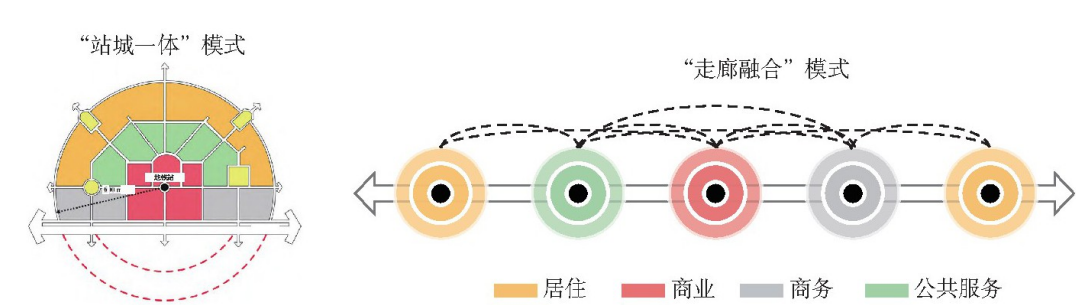 “站城一体”模式
“走廊融合”模式
居住
商业
商务
公共服务